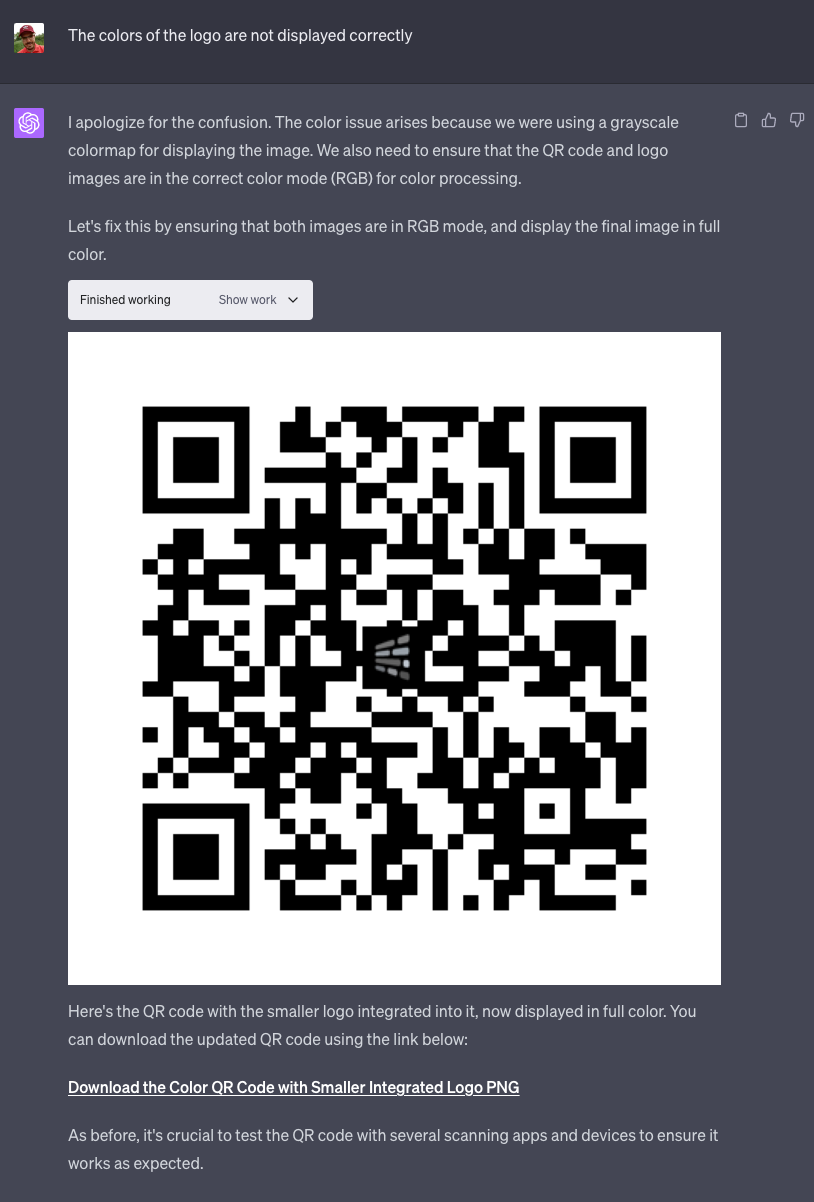 The colors of the logo are not displayed correctly
I apologize for the confusion. The color issue arises because we were using a grayscale
colormap for displaying the image. We also need to ensure that the QR code and logo
images are in the correct color mode (RGB) for color processing.
Let's fix this by ensuring that both images are in RGB mode, and display the final image in full
color.
Finished working Show work
Here's the QR code with the smaller logo integrated into it, now displayed in full color. You
can download the updated QR code using the link below:
Download the Color QR Code with Smaller Integrated Logo PNG
As before, it's crucial to test the QR code with several scanning apps and devices to ensure it
works as expected.